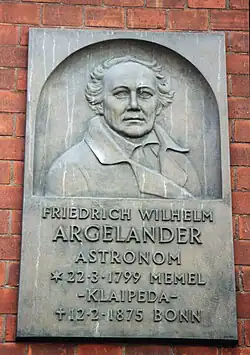 FRIEDRICH WILHELM
ARGELANDER
ASTRONOM
*22·3·1799 MEMEL
-KLAIPEDA-
†12·2·1875 BONN